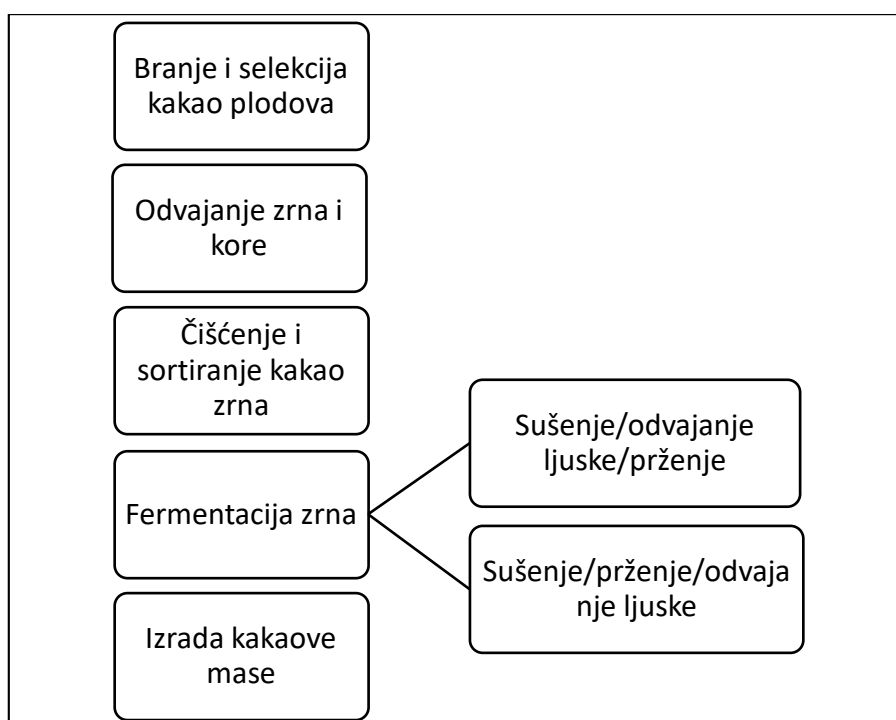 Branje i selekcija
kakao plodova
Odvajanje zrna i
kore
Čišćenje i
sortiranje kakao
zrna
Fermentacija zrna
Sušenje/odvajanje
ljuske/prženje
Sušenje/prženje/odvaja
nje ljuske
Izrada kakaove
mase